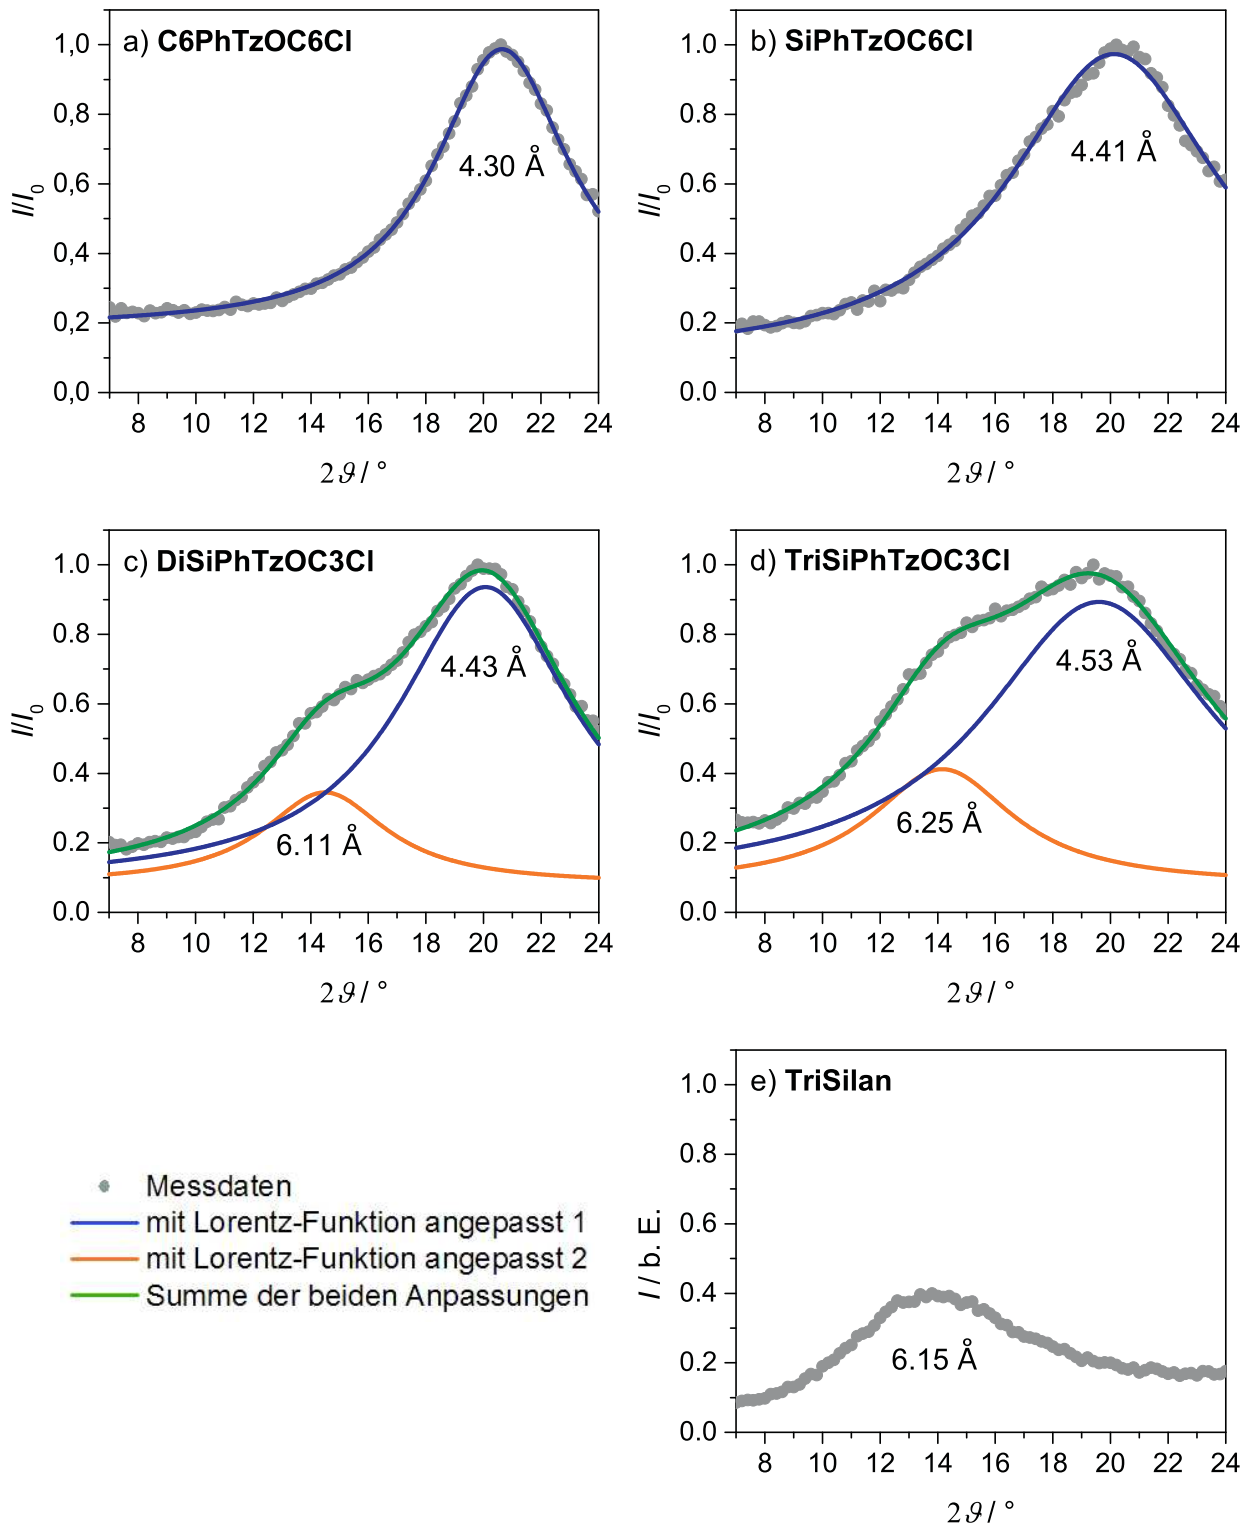 a) C6PhTzOC6Cl
4.30 Å
I/I0
1,0
0,8
0,6
0,4
0,2
0,0
8 10 12 14 16 18 20 22 24
2ϑ / °
b) SiPhTzOC6Cl
4.41 Å
I/I0
1.0
0.8
0.6
0.4
0.2
0.0
8 10 12 14 16 18 20 22 24
2ϑ / °
c) DiSiPhTzOC3Cl
4.43 Å
6.11 Å
I/I0
1.0
0.8
0.6
0.4
0.2
0.0
8 10 12 14 16 18 20 22 24
2ϑ / °
d) TriSiPhTzOC3Cl
4.53 Å
6.25 Å
I/I0
1.0
0.8
0.6
0.4
0.2
0.0
8 10 12 14 16 18 20 22 24
2ϑ / °
Messdaten
mit Lorentz-Funktion angepasst 1
mit Lorentz-Funktion angepasst 2
Summe der beiden Anpassungen
e) TriSilan
6.15 Å
I / b. E.
1.0
0.8
0.6
0.4
0.2
0.0
8 10 12 14 16 18 20 22 24
2ϑ / °